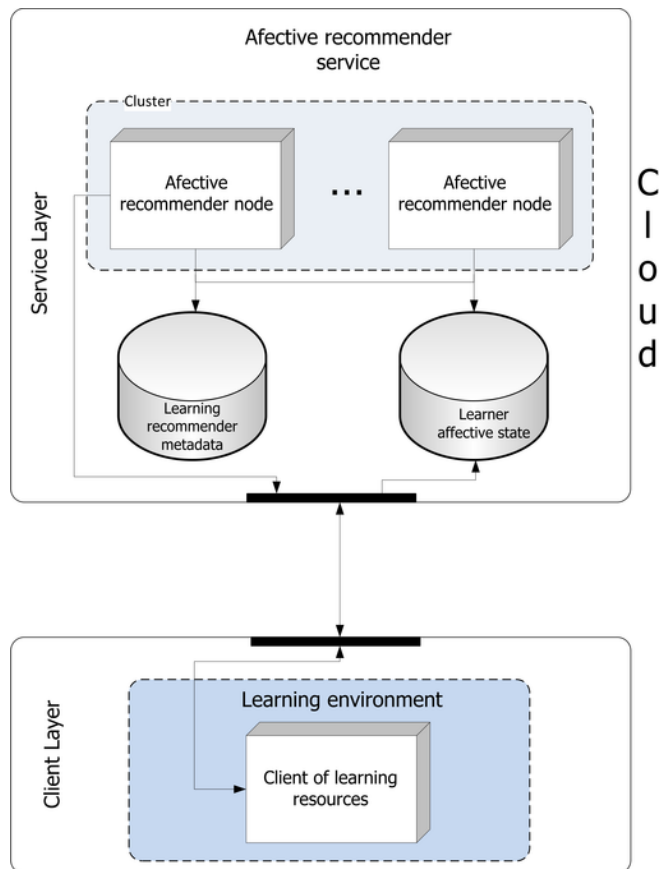 Afective recommender
service
Cluster
Afective
recommender node
...
Afective
recommender node
Service Layer
Cloud
Learning
recommender
metadata
Learner
affective state
Client Layer
Learning environment
Client of learning
resources